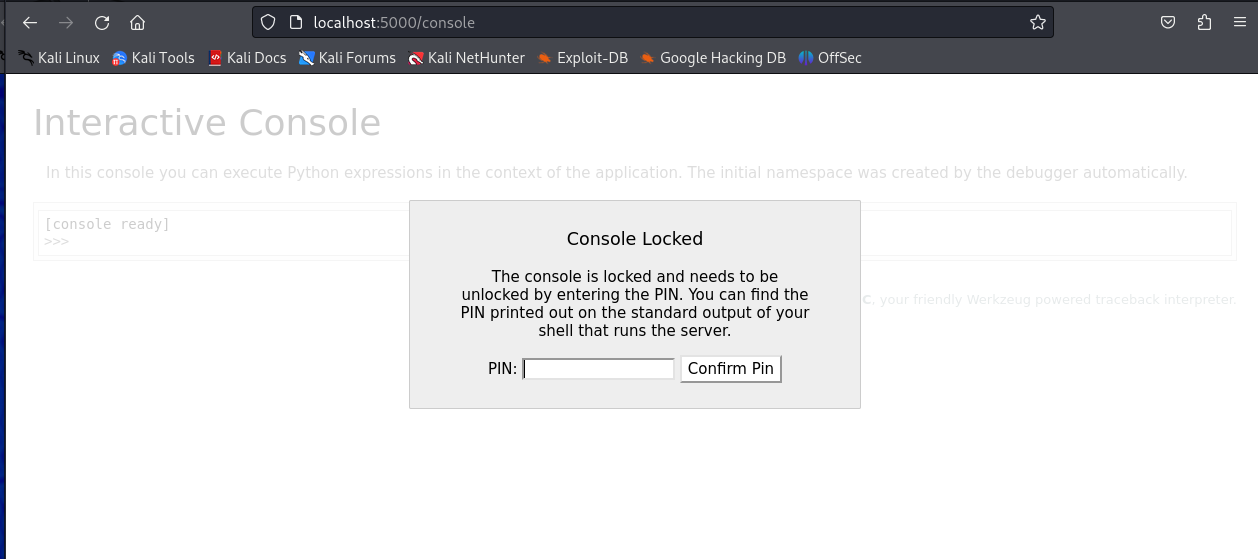 localhost:5000/console
Kali Linux Kali Tools Kali Docs Kali Forums Kali NetHunter Exploit-DB Google Hacking DB OffSec
Interactive Console
In this console you can execute Python expressions in the context of the application. The initial namespace was created by the debugger automatically.
[console ready]
>>>
Console Locked
The console is locked and needs to be
unlocked by entering the PIN. You can find the
PIN printed out on the standard output of your
shell that runs the server.
PIN: Confirm Pin
C, your friendly Werkzeug powered traceback interpreter.